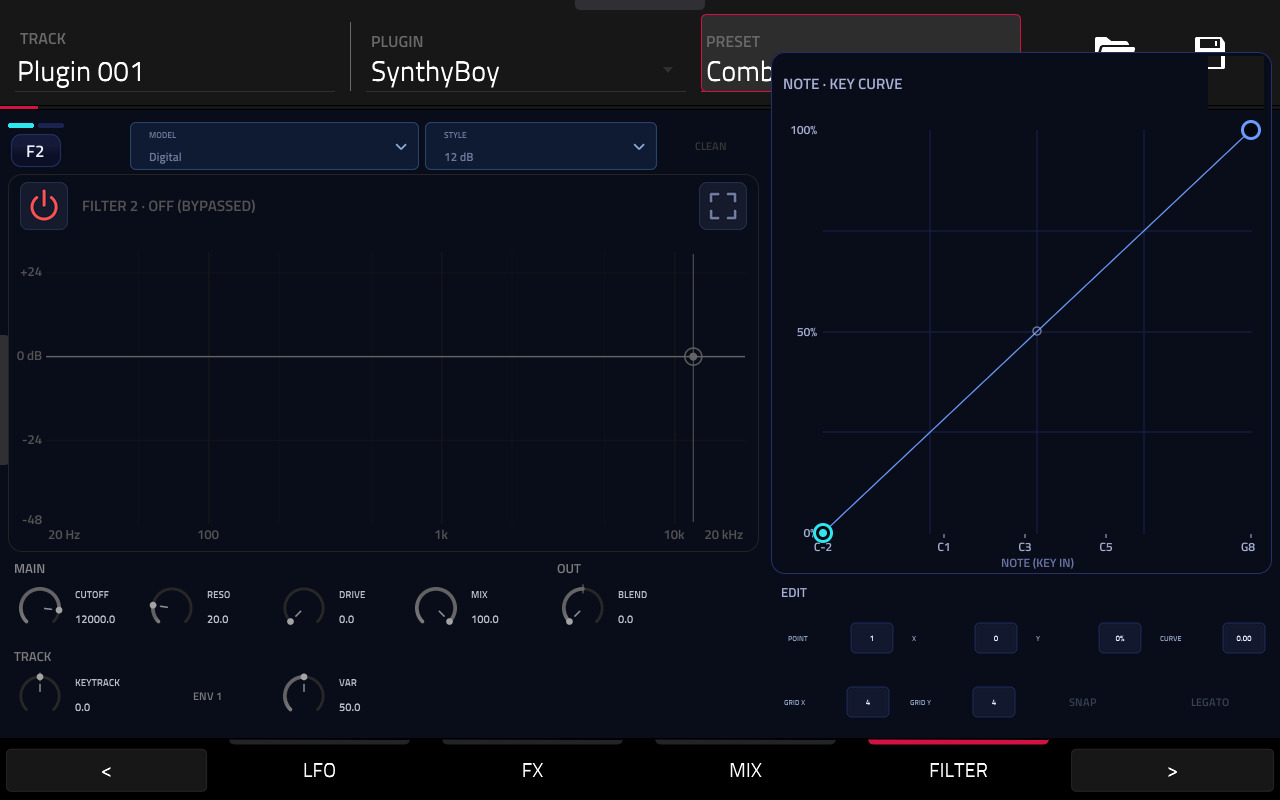 TRACK
Plugin 001
PLUGIN
SynthyBoy
PRESET
Comb
NOTE · KEY CURVE
F2
MODEL
Digital
STYLE
12 dB
CLEAN
FILTER 2 · OFF (BYPASSED)
+24
0 dB
-24
-48
20 Hz
100
1k
10k
20 kHz
100%
50%
0%
C-2
C1
C3
C5
G8
NOTE (KEY IN)
MAIN
OUT
CUTOFF
12000.0
RESO
20.0
DRIVE
0.0
MIX
100.0
BLEND
0.0
TRACK
KEYTRACK
0.0
ENV 1
VAR
50.0
EDIT
POINT
1
X
0
Y
0%
CURVE
0.00
GRID X
4
GRID Y
4
SNAP
LEGATO
<
LFO
FX
MIX
FILTER
>